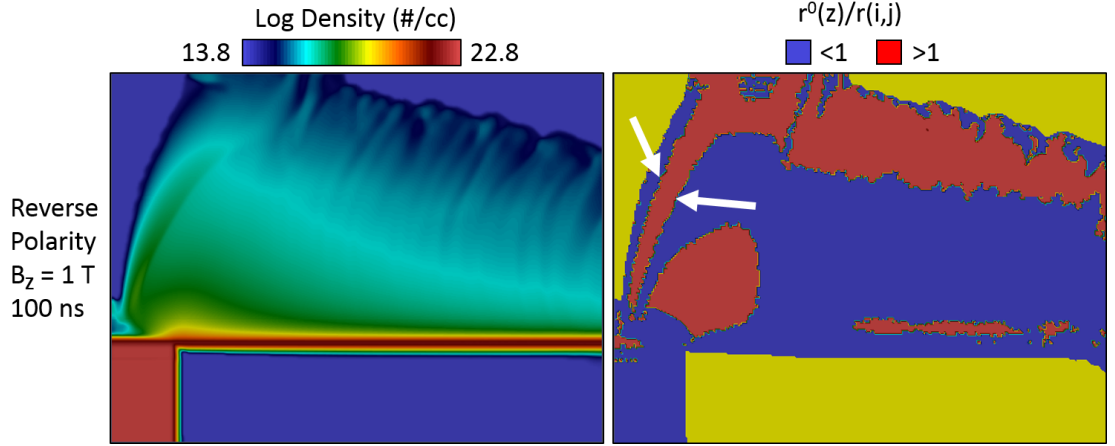 Log Density (#/cc)
13.8 22.8
r⁰(z)/r(i,j)
<1 >1
Reverse
Polarity
B_z = 1 T
100 ns